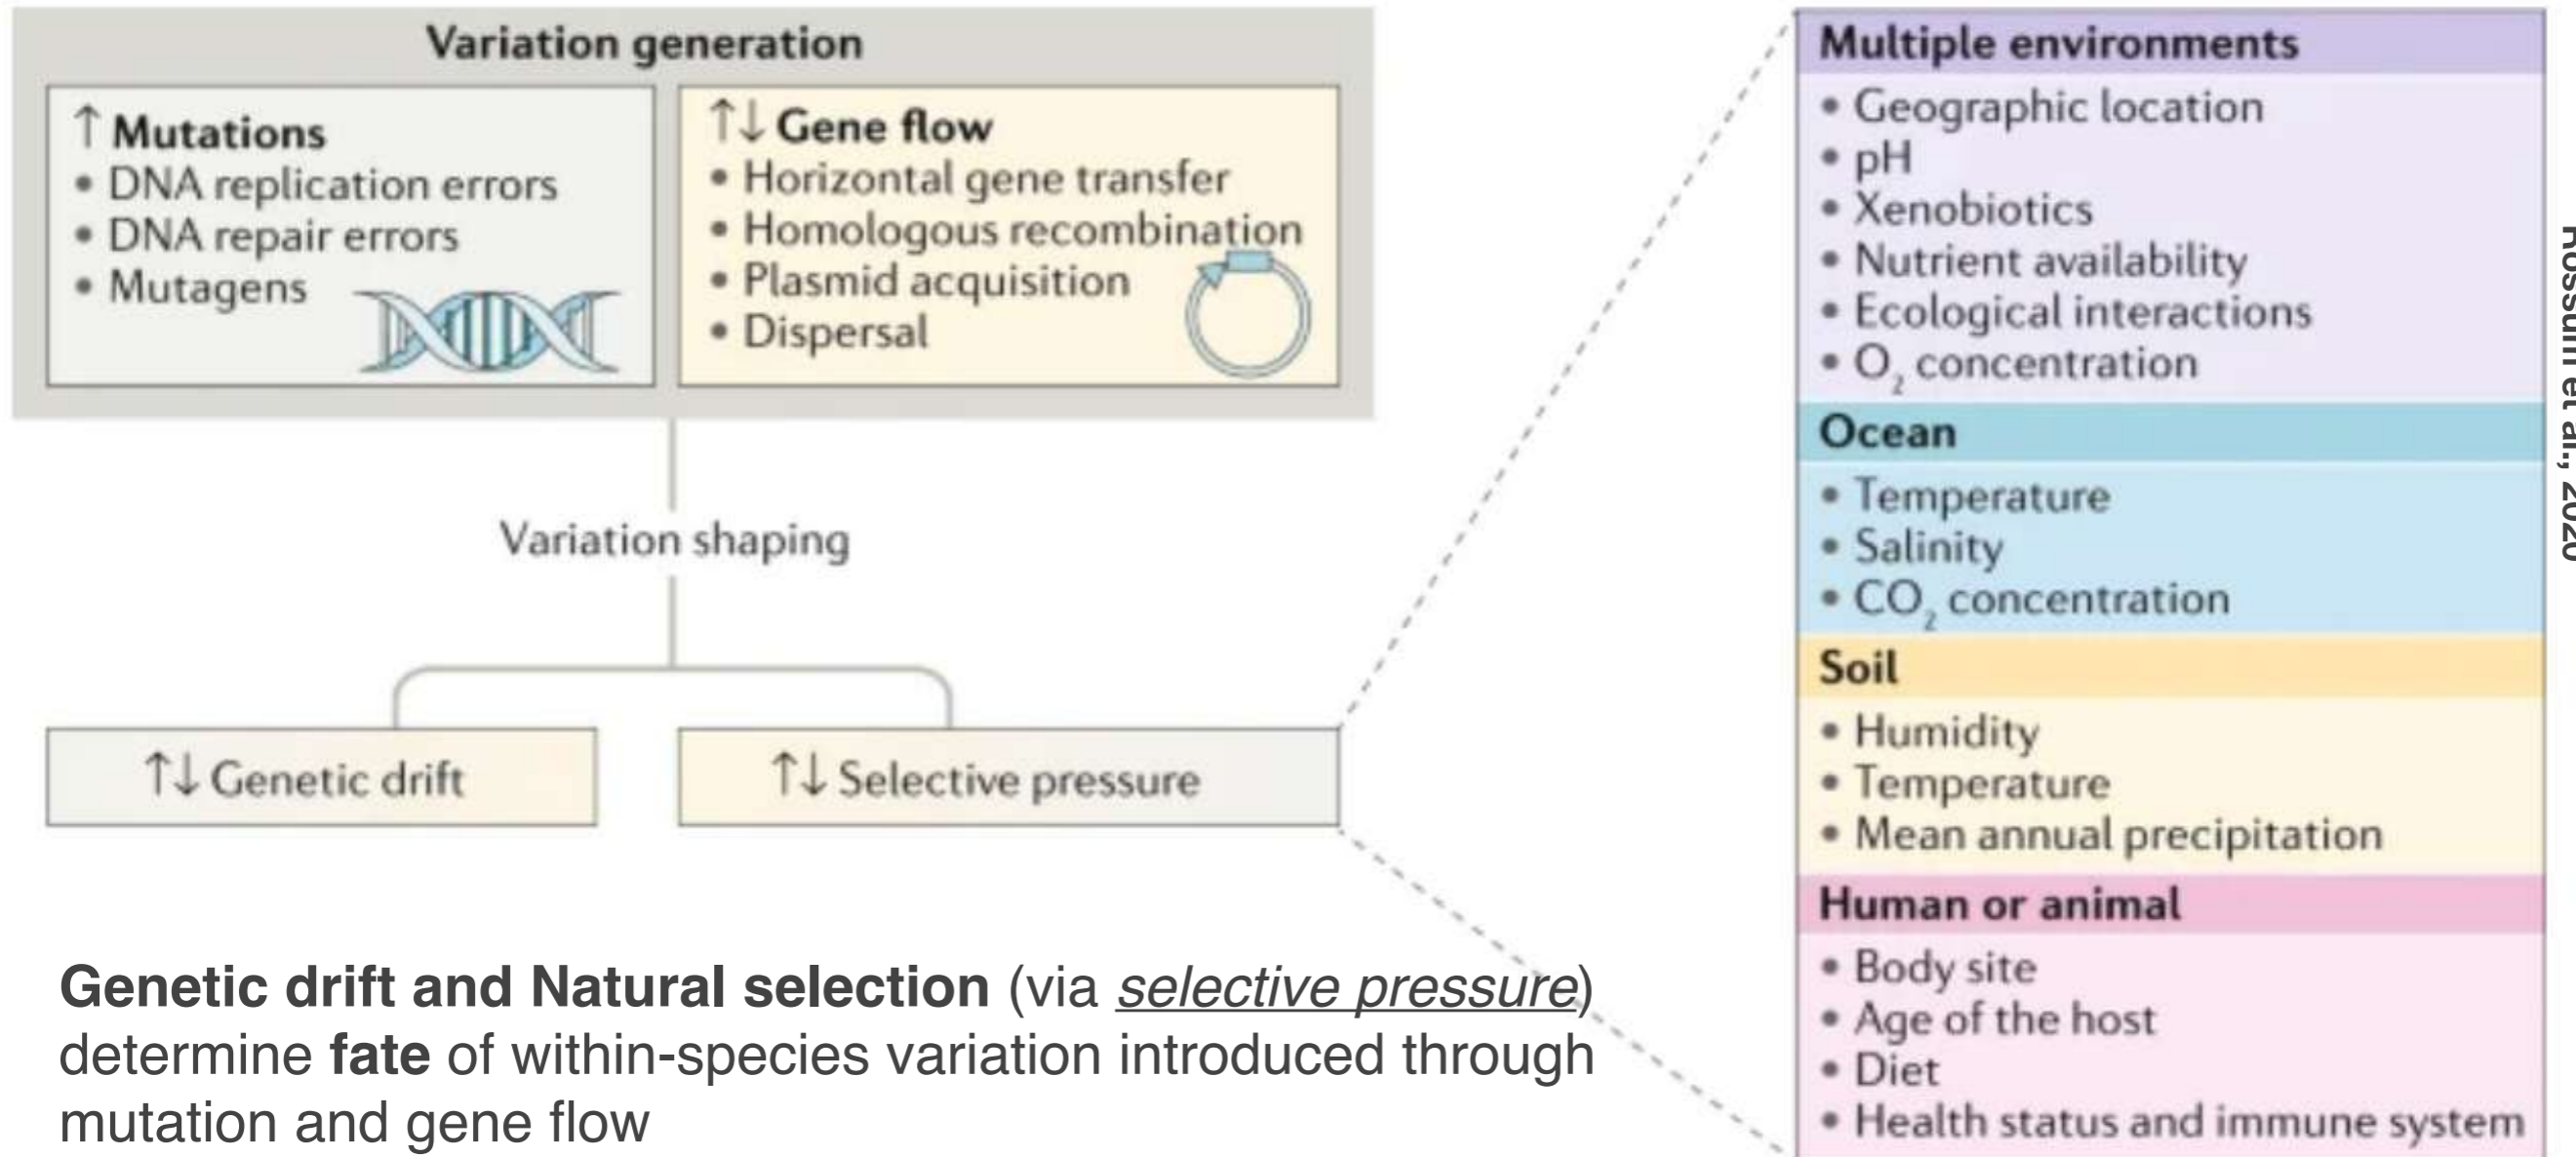 Variation generation
↑ Mutations
• DNA replication errors
• DNA repair errors
• Mutagens
↑↓ Gene flow
• Horizontal gene transfer
• Homologous recombination
• Plasmid acquisition
• Dispersal
Variation shaping
↑↓ Genetic drift
↑↓ Selective pressure
Genetic drift and Natural selection (via selective pressure)
determine fate of within-species variation introduced through
mutation and gene flow
Multiple environments
• Geographic location
• pH
• Xenobiotics
• Nutrient availability
• Ecological interactions
• O₂ concentration
Ocean
• Temperature
• Salinity
• CO₂ concentration
Soil
• Humidity
• Temperature
• Mean annual precipitation
Human or animal
• Body site
• Age of the host
• Diet
• Health status and immune system
Rossum et al., 2020